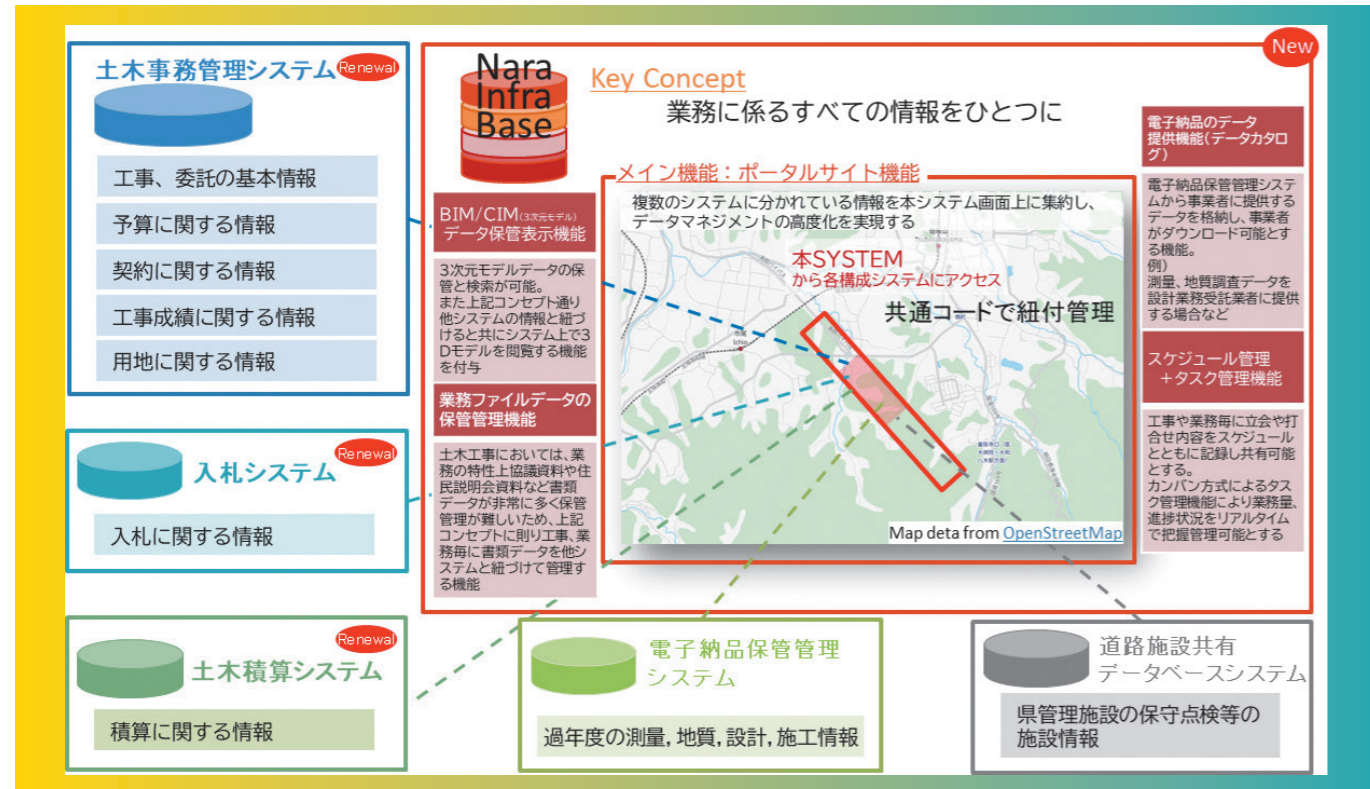 土木事務管理システム
Renewal
工事、委託の基本情報
予算に関する情報
契約に関する情報
工事成績に関する情報
用地に関する情報
入札システム
Renewal
入札に関する情報
土木積算システム
Renewal
積算に関する情報
New
Nara
Infra
Base
Key Concept
業務に係るすべての情報をひとつに
BIM/CIM(3次元モデル)
データ保管表示機能
3次元モデルデータの保
管と検索が可能。
また上記コンセプト通り
他システムの情報と紐づ
けると共にシステム上で3
Dモデルを閲覧する機能
を付与
業務ファイルデータの
保管管理機能
土木工事においては、業
務の特性上協議資料や住
民説明会資料など書類
データが非常に多く保管
管理が難しいため、上記
コンセプトに則り工事、業
務毎に書類データを他シ
ステムと紐づけて管理す
る機能
メイン機能：ポータルサイト機能
複数のシステムに分かれている情報を本システム画面上に集約し、
データマネジメントの高度化を実現する
本SYSTEM
から各構成システムにアクセス
共通コードで紐付管理
市尾
Ichio
Map deta from OpenStreetMap
電子納品のデータ
提供機能(データカタロ
グ)
電子納品保管管理システ
ムから事業者に提供する
データを格納し、事業者
がダウンロード可能とす
る機能。
例)
測量、地質調査データを
設計業務受託業者に提供
する場合など
スケジュール管理
＋タスク管理機能
工事や業務毎に立会や打
合せ内容をスケジュール
とともに記録し共有可能
とする。
カンバン方式によるタス
ク管理機能により業務量、
進捗状況をリアルタイム
で把握管理可能とする
電子納品保管管理
システム
過年度の測量,地質,設計,施工情報
道路施設共有
データベースシステム
県管理施設の保守点検等の
施設情報